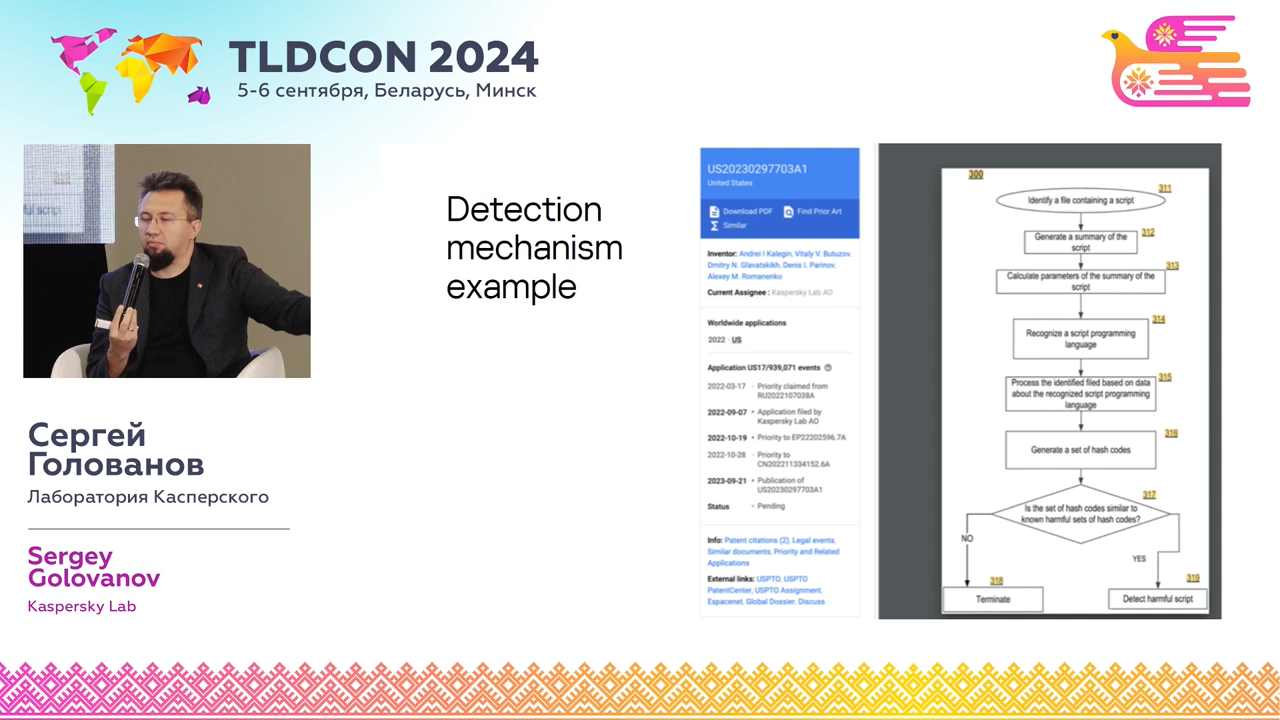 TLDCON 2024
5-6 сентября, Беларусь, Минск
Сергей
Голованов
Лаборатория Касперского
Sergey
Golovanov
Kaspersky Lab
Detection
mechanism
example
US20230297703A1
United States
Download PDF
Find Prior Art
Similar
Inventor: Andrei I Kalegin, Vitaly V. Butuzov,
Dmitry N. Glavatskikh, Denis I. Parinov,
Alexey M. Romanenko
Current Assignee : Kaspersky Lab AO
Worldwide applications
2022 · US
Application US17/939,071 events
2022-03-17 · Priority claimed from
RU2022107038A
2022-09-07 • Application filed by
Kaspersky Lab AO
2022-10-19 • Priority to EP22202596.7A
2022-10-28 · Priority to
CN202211334152.6A
2023-09-21 • Publication of
US20230297703A1
Status • Pending
Info: Patent citations (2), Legal events,
Similar documents, Priority and Related
Applications
External links: USPTO, USPTO
PatentCenter, USPTO Assignment,
Espacenet, Global Dossier, Discuss
300
311
Identify a file containing a script
312
Generate a summary of the
script
313
Calculate parameters of the summary of the
script
314
Recognize a script programming
language
315
Process the identified filed based on data
about the recognized script programming
language
316
Generate a set of hash codes
317
Is the set of hash codes similar to
known harmful sets of hash codes?
NO
YES
318
Terminate
319
Detect harmful script